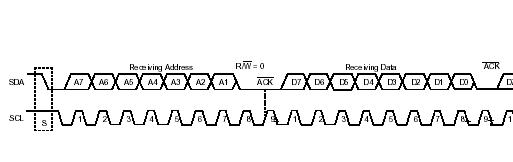 Receiving Address R/W = 0 Receiving Data ACK
SDA A7 A6 A5 A4 A3 A2 A1 ACK D7 D6 D5 D4 D3 D2 D1 D0
SCL S 1 2 3 4 5 6 7 8 9 1 2 3 4 5 6 7 8 9